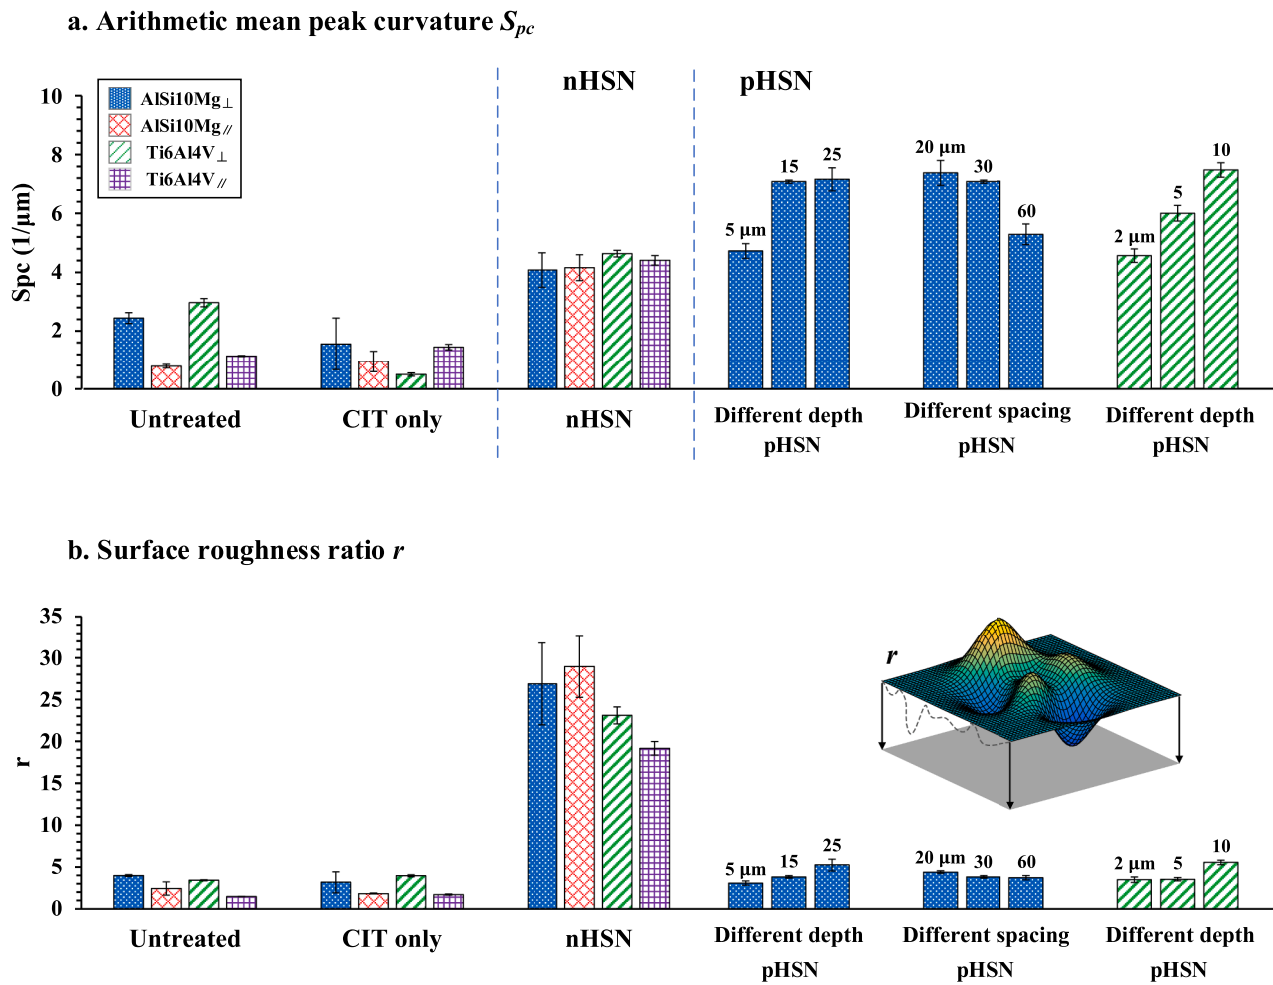 a. Arithmetic mean peak curvature Spc
nHSN pHSN
AlSi10Mg⊥
AlSi10Mg//
Ti6Al4V⊥
Ti6Al4V//
Spc (1/μm)
10
8
6
4
2
0
5 μm 15 25
20 μm 30 60
2 μm 5 10
Untreated CIT only nHSN Different depth Different spacing Different depth
pHSN pHSN pHSN
b. Surface roughness ratio r
r
35
30
25
20
15
10
5
0
r
5 μm 15 25
20 μm 30 60
2 μm 5 10
Untreated CIT only nHSN Different depth Different spacing Different depth
pHSN pHSN pHSN